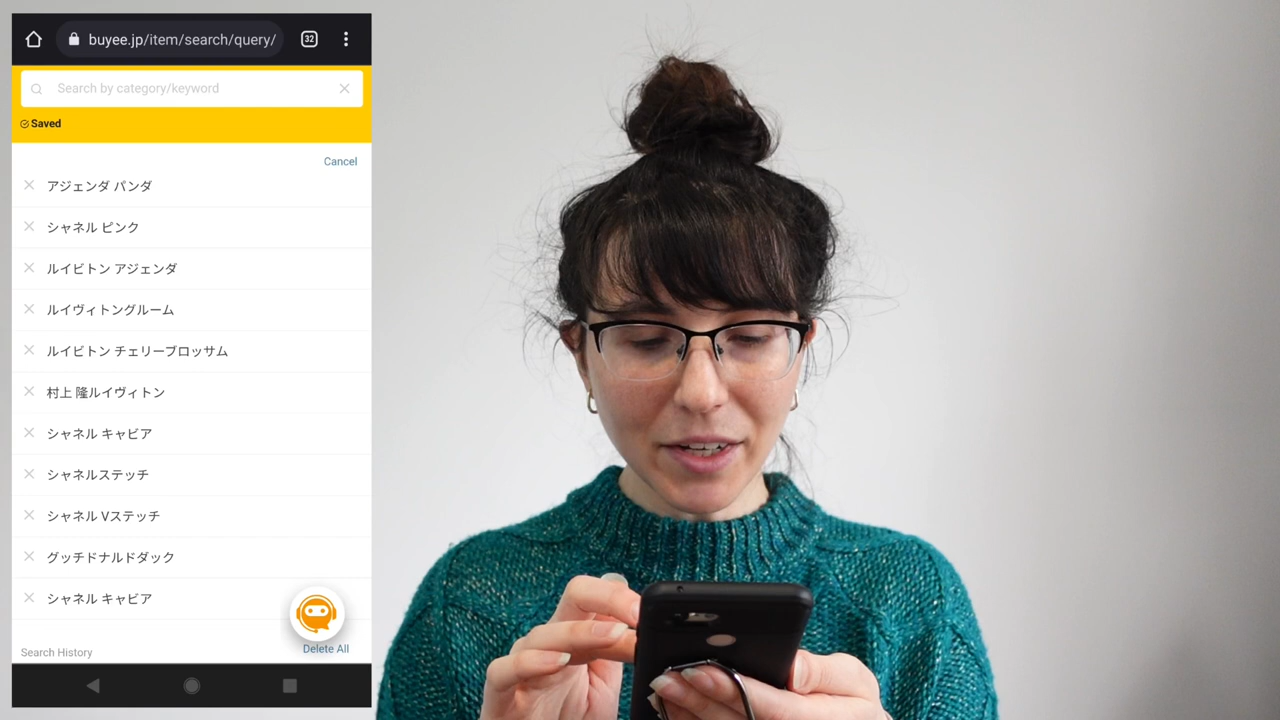 buyee.jp/item/search/query/
32
Search by category/keyword
Saved
Cancel
アジェンダ パンダ
シャネル ピンク
ルイビトン アジェンダ
ルイヴィトングルーム
ルイビトン チェリーブロッサム
村上 隆ルイヴィトン
シャネル キャビア
シャネルステッチ
シャネル Vステッチ
グッチドナルドダック
シャネル キャビア
Search History
Delete All